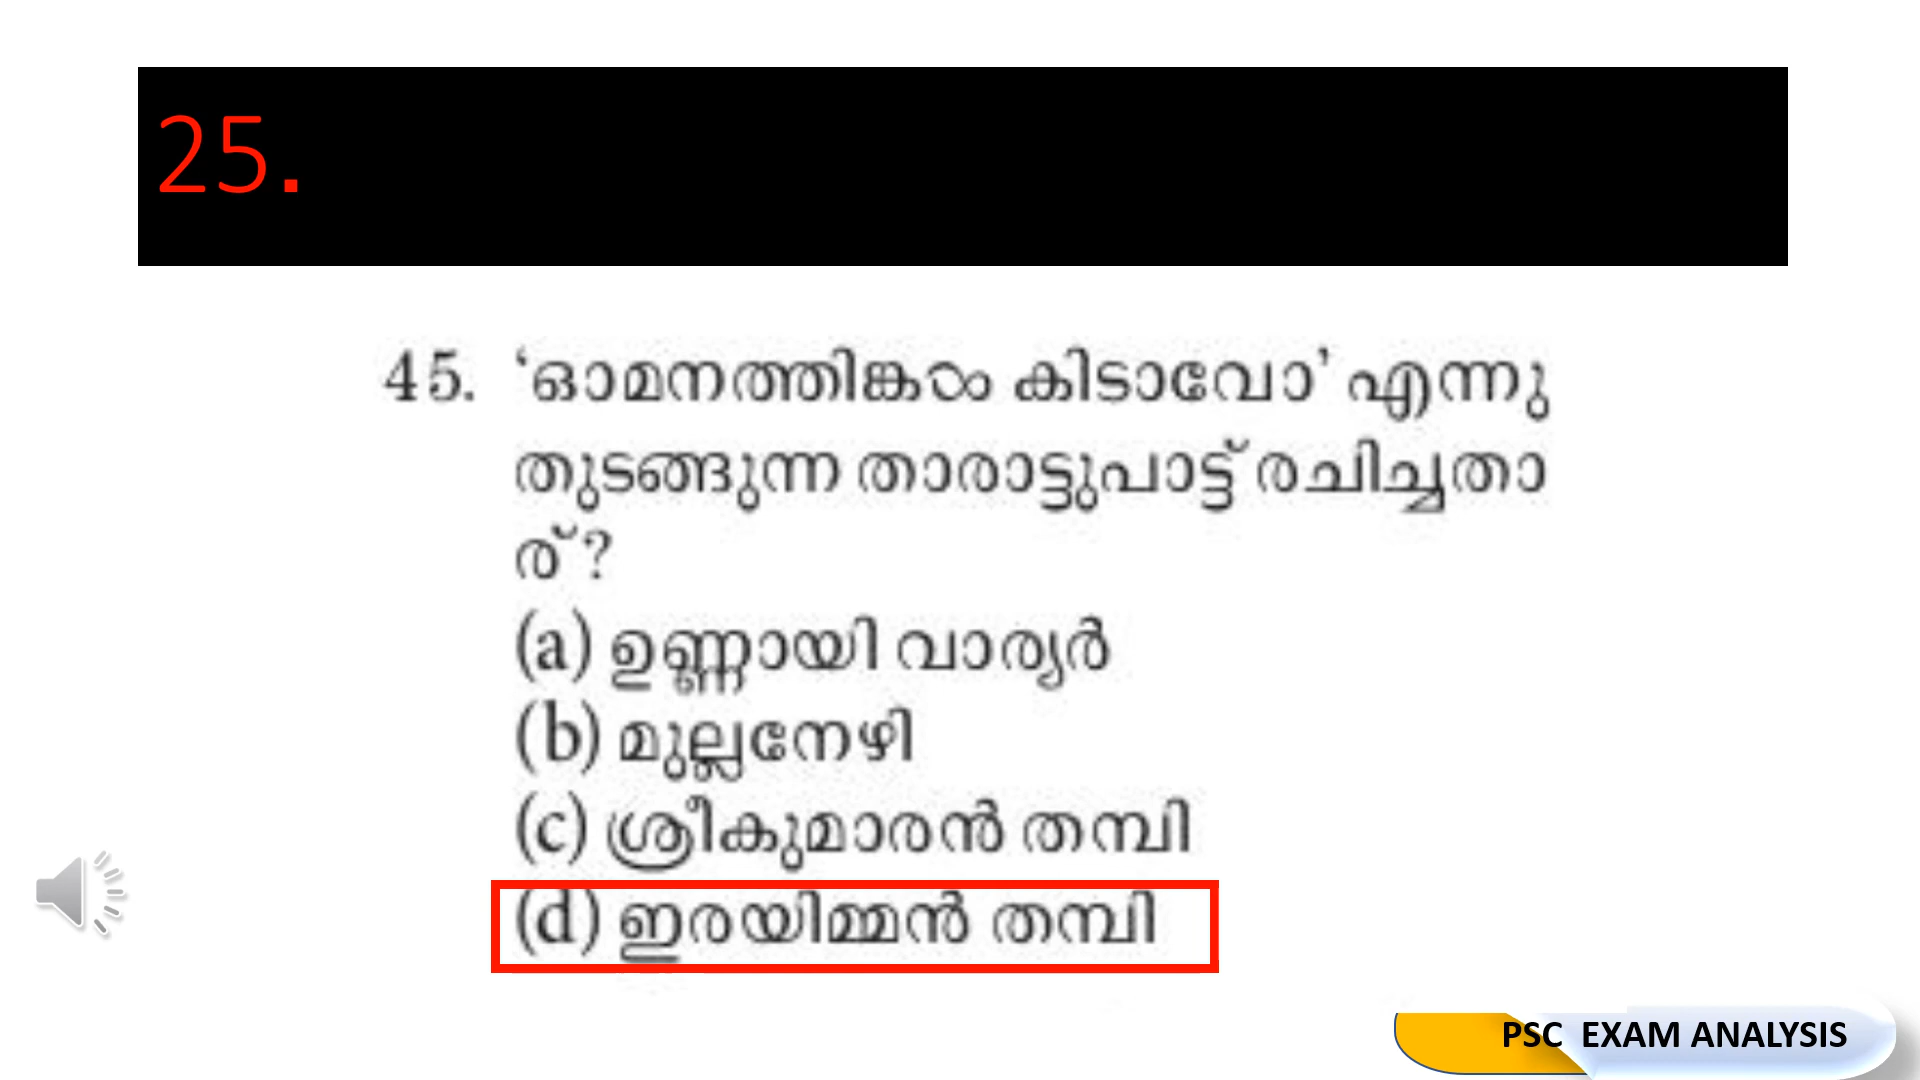 25.
45. ‘ഓമനത്തിങ്കൾ കിടാവോ’ എന്നു
തുടങ്ങുന്ന താരാട്ടുപാട്ട് രചിച്ചതാ
ര് ?
(a) ഉണ്ണായി വാര്യർ
(b) മുല്ലനേഴി
(c) ശ്രീകുമാരൻ തമ്പി
(d) ഇരയിമ്മൻ തമ്പി
PSC EXAM ANALYSIS